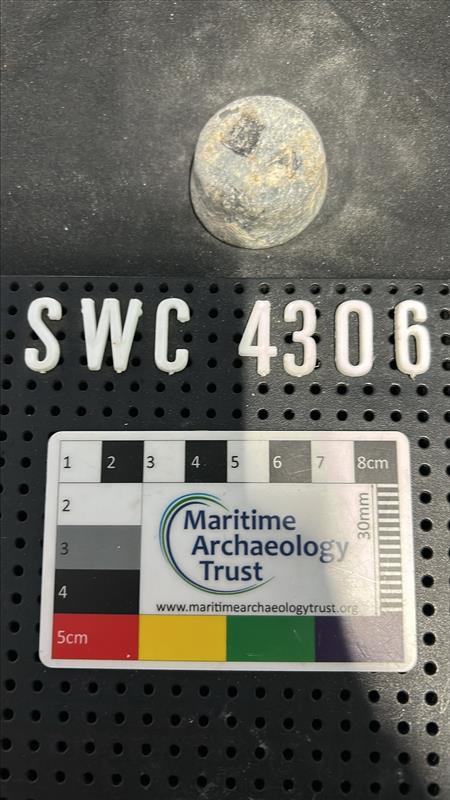 SWC 4306
1 2 3 4 5 6 7 8cm
2
3
4
5cm
30mm
Maritime
Archaeology
Trust
www.maritimearchaeologytrust.org